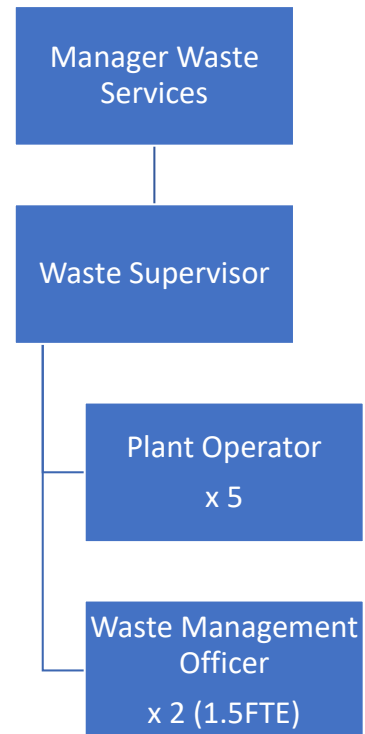 Manager Waste
Services
Waste Supervisor
Plant Operator
x 5
Waste Management
Officer
x 2 (1.5FTE)